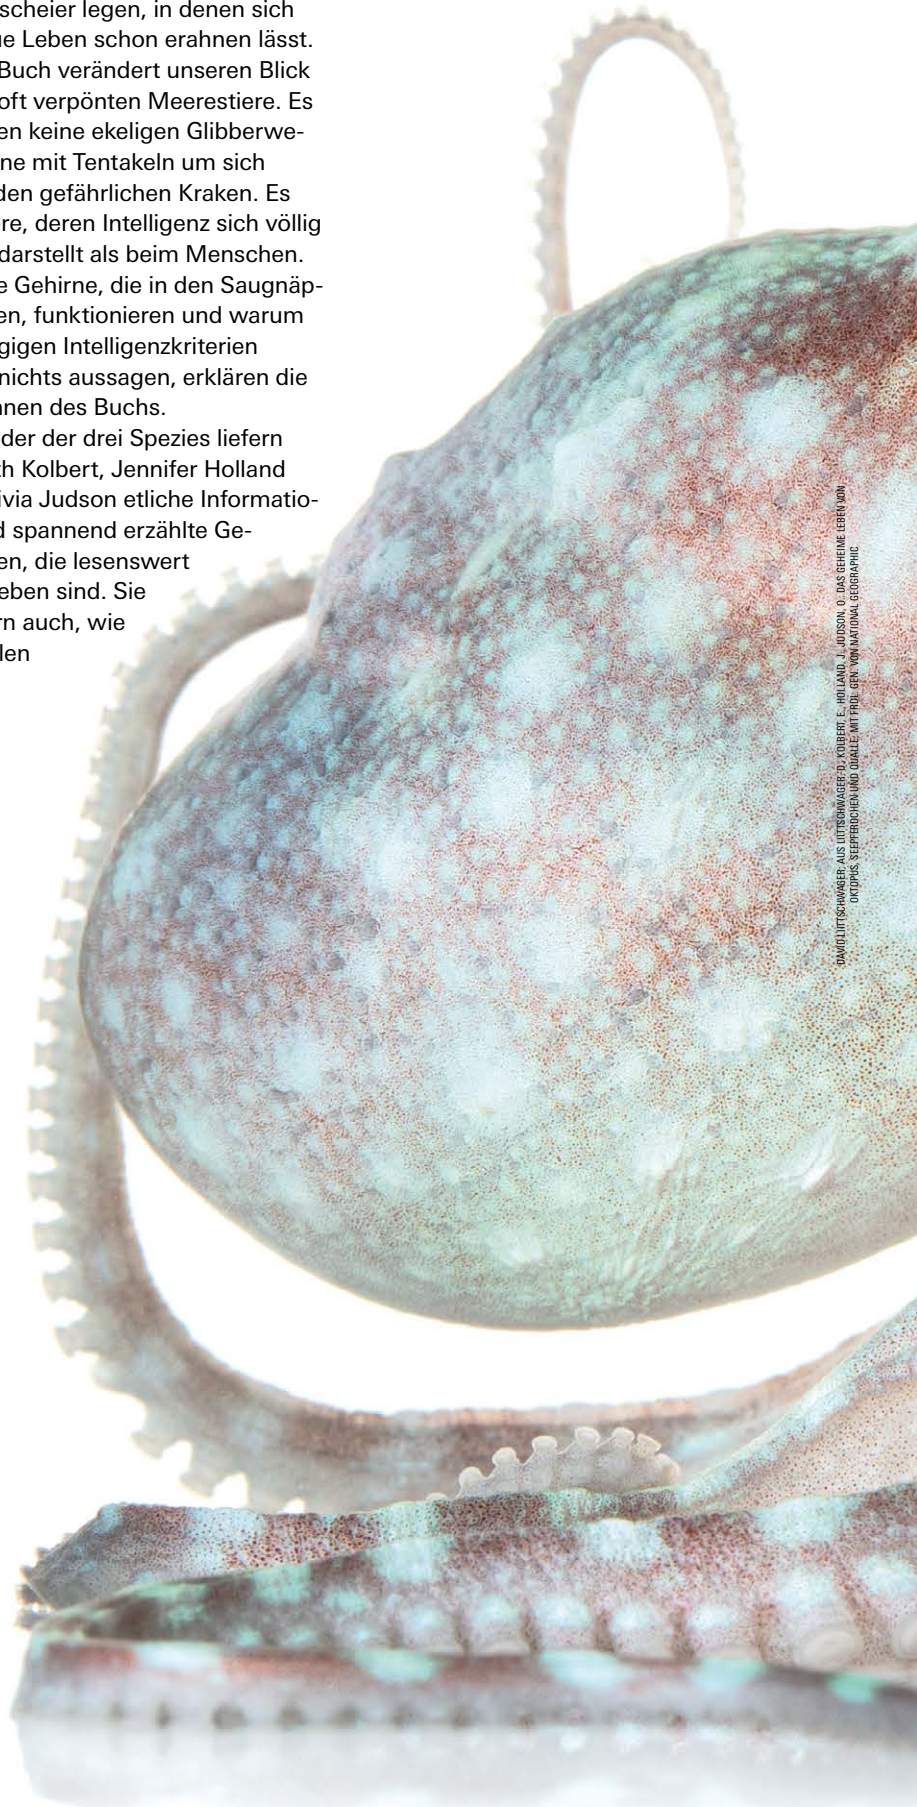 scheier legen, in denen sich
ue Leben schon erahnen lässt.
Buch verändert unseren Blick
oft verpönten Meerestiere. Es
en keine ekeligen Glibberwe-
ne mit Tentakeln um sich
den gefährlichen Kraken. Es
re, deren Intelligenz sich völlig
darstellt als beim Menschen.
e Gehirne, die in den Saugnäp-
en, funktionieren und warum
gigen Intelligenzkriterien
nichts aussagen, erklären die
nnen des Buchs.
der der drei Spezies liefern
th Kolbert, Jennifer Holland
ivia Judson etliche Informatio-
d spannend erzählte Ge-
en, die lesenswert
eben sind. Sie
rn auch, wie
len
DAVID LIITTSCHWAGER; AUS LIITTSCHWAGER, D., KOLBERT, E., HOLLAND, J., JUDSON, O.: DAS GEHEIME LEBEN VON
OKTOPUS, SEEPFERDCHEN UND QUALLE; MIT FRDL. GEN. VON NATIONAL GEOGRAPHIC